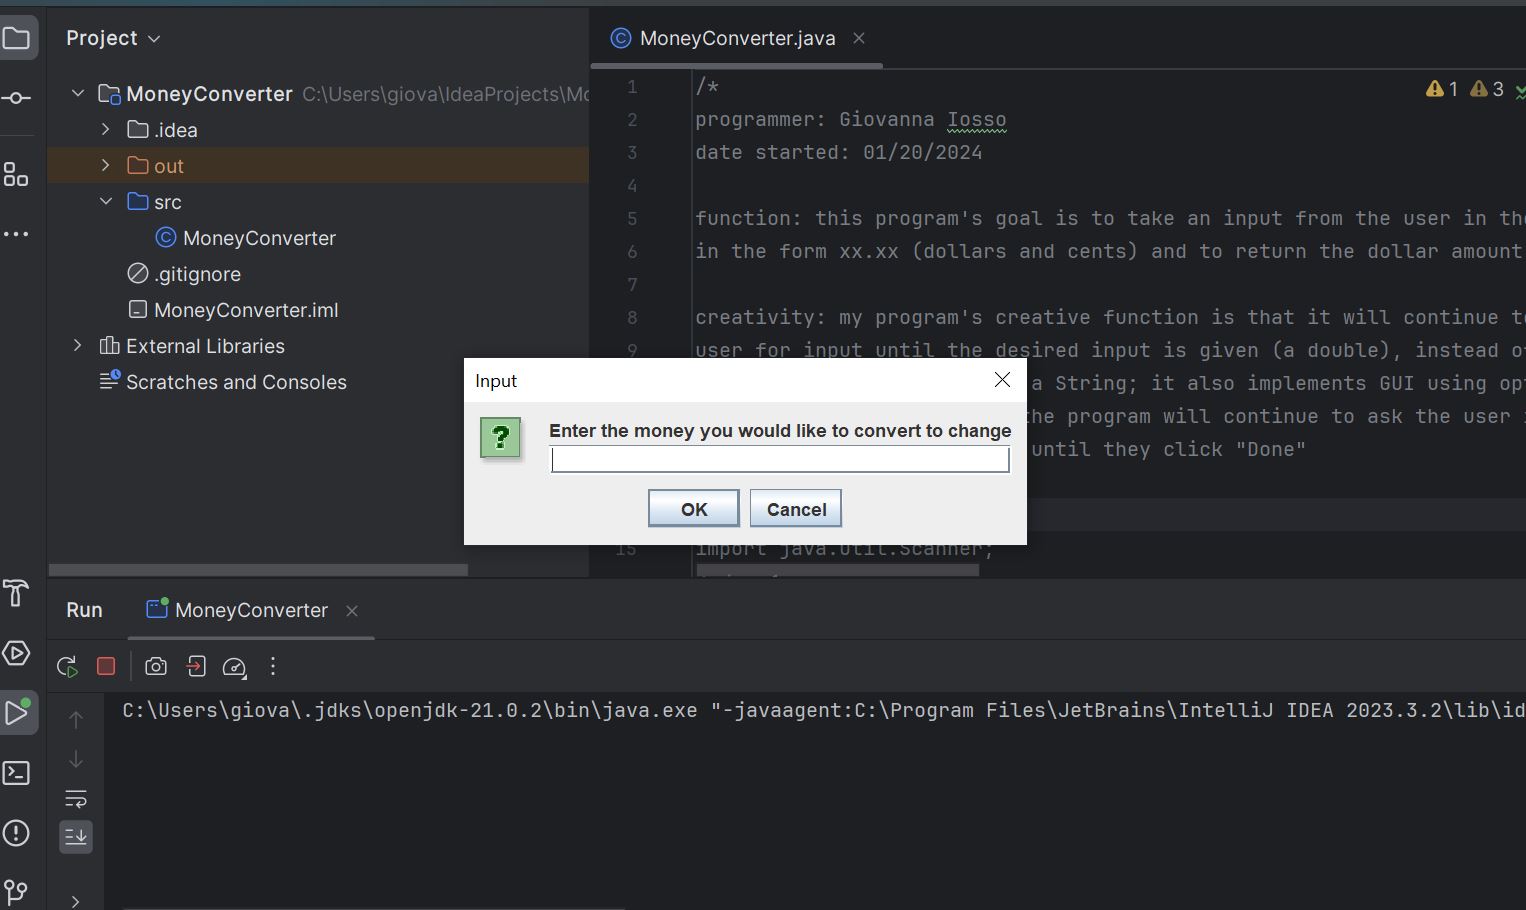 Project
MoneyConverter C:\Users\giova\IdeaProjects\Mo
.idea
out
src
MoneyConverter
.gitignore
MoneyConverter.iml
External Libraries
Scratches and Consoles
MoneyConverter.java
1 3
1 /*
2 programmer: Giovanna Iosso
3 date started: 01/20/2024
4
5 function: this program's goal is to take an input from the user in the
6 in the form xx.xx (dollars and cents) and to return the dollar amount
7
8 creativity: my program's creative function is that it will continue to
9 user for input until the desired input is given (a double), instead of
a String; it also implements GUI using opt
the program will continue to ask the user
until they click "Done"
15 import java.util.Scanner;
Input
Enter the money you would like to convert to change
OK Cancel
Run MoneyConverter
C:\Users\giova\.jdks\openjdk-21.0.2\bin\java.exe "-javaagent:C:\Program Files\JetBrains\IntelliJ IDEA 2023.3.2\lib\id